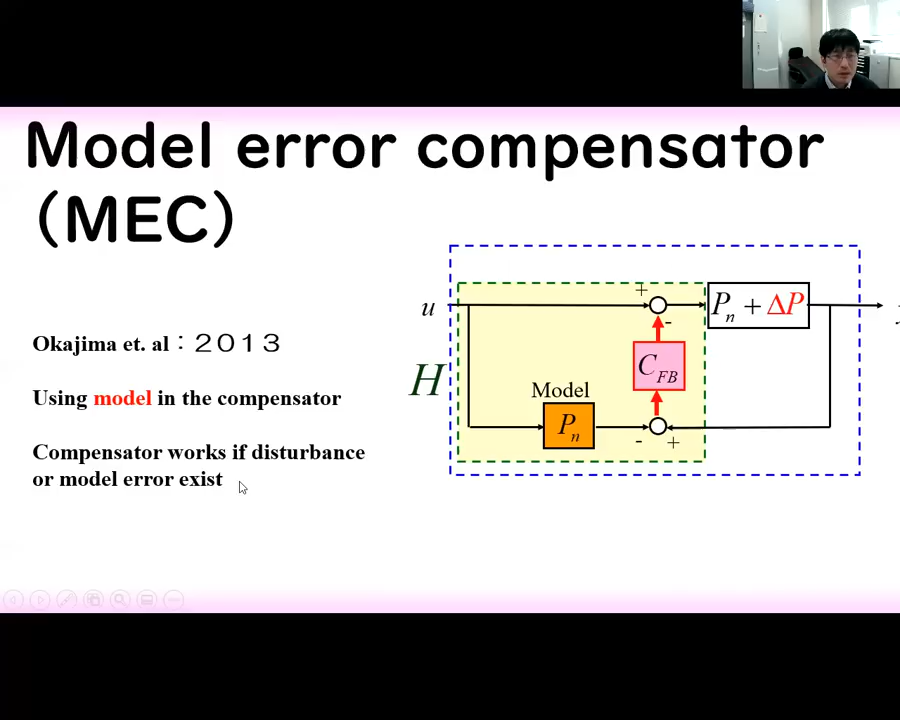 Model error compensator
(MEC)
Okajima et. al：２０１３
Using model in the compensator
Compensator works if disturbance
or model error exist
u
+
-
Pn + ΔP
H
CFB
Model
Pn
-
+